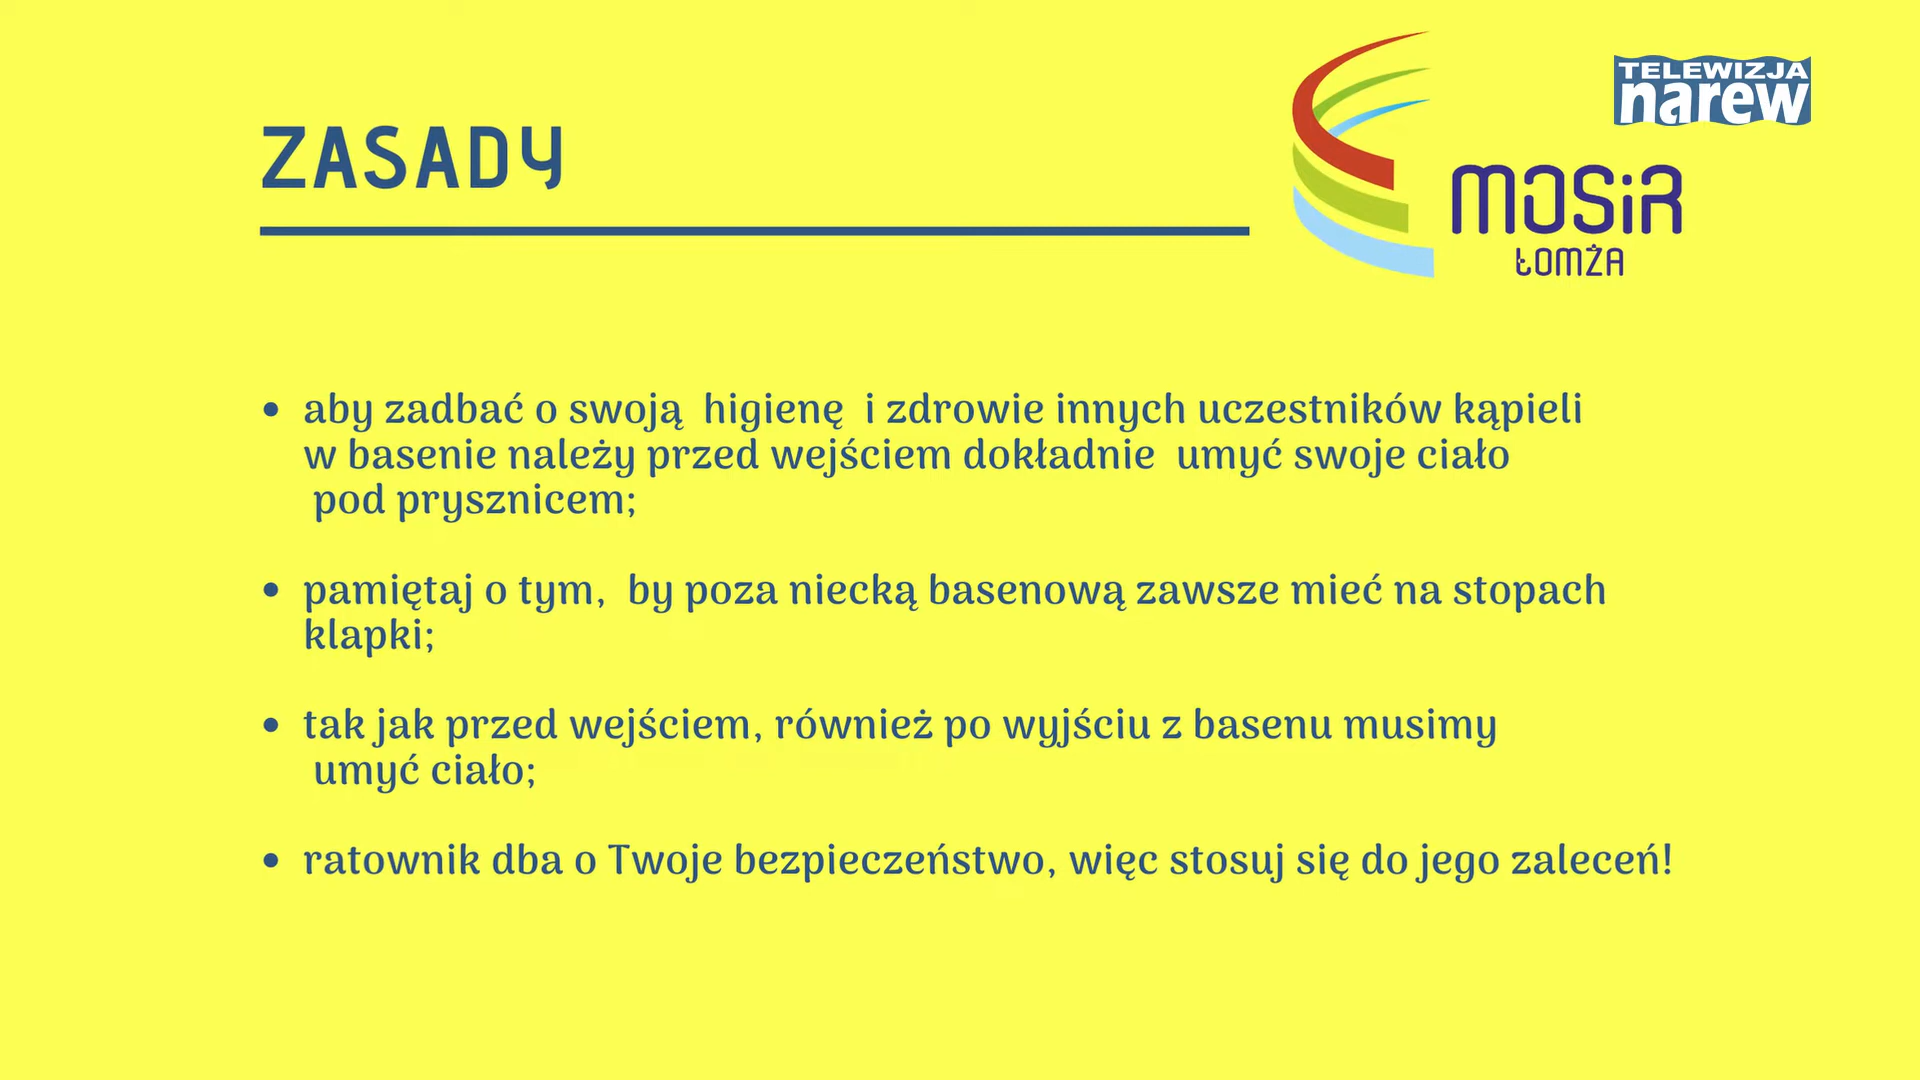 TELEWIZJA
narew
ZASADY
MOSiR
ŁOMŻA
• aby zadbać o swoją higienę i zdrowie innych uczestników kąpieli
w basenie należy przed wejściem dokładnie umyć swoje ciało
pod prysznicem;
• pamiętaj o tym, by poza niecką basenową zawsze mieć na stopach
klapki;
• tak jak przed wejściem, również po wyjściu z basenu musimy
umyć ciało;
• ratownik dba o Twoje bezpieczeństwo, więc stosuj się do jego zaleceń!